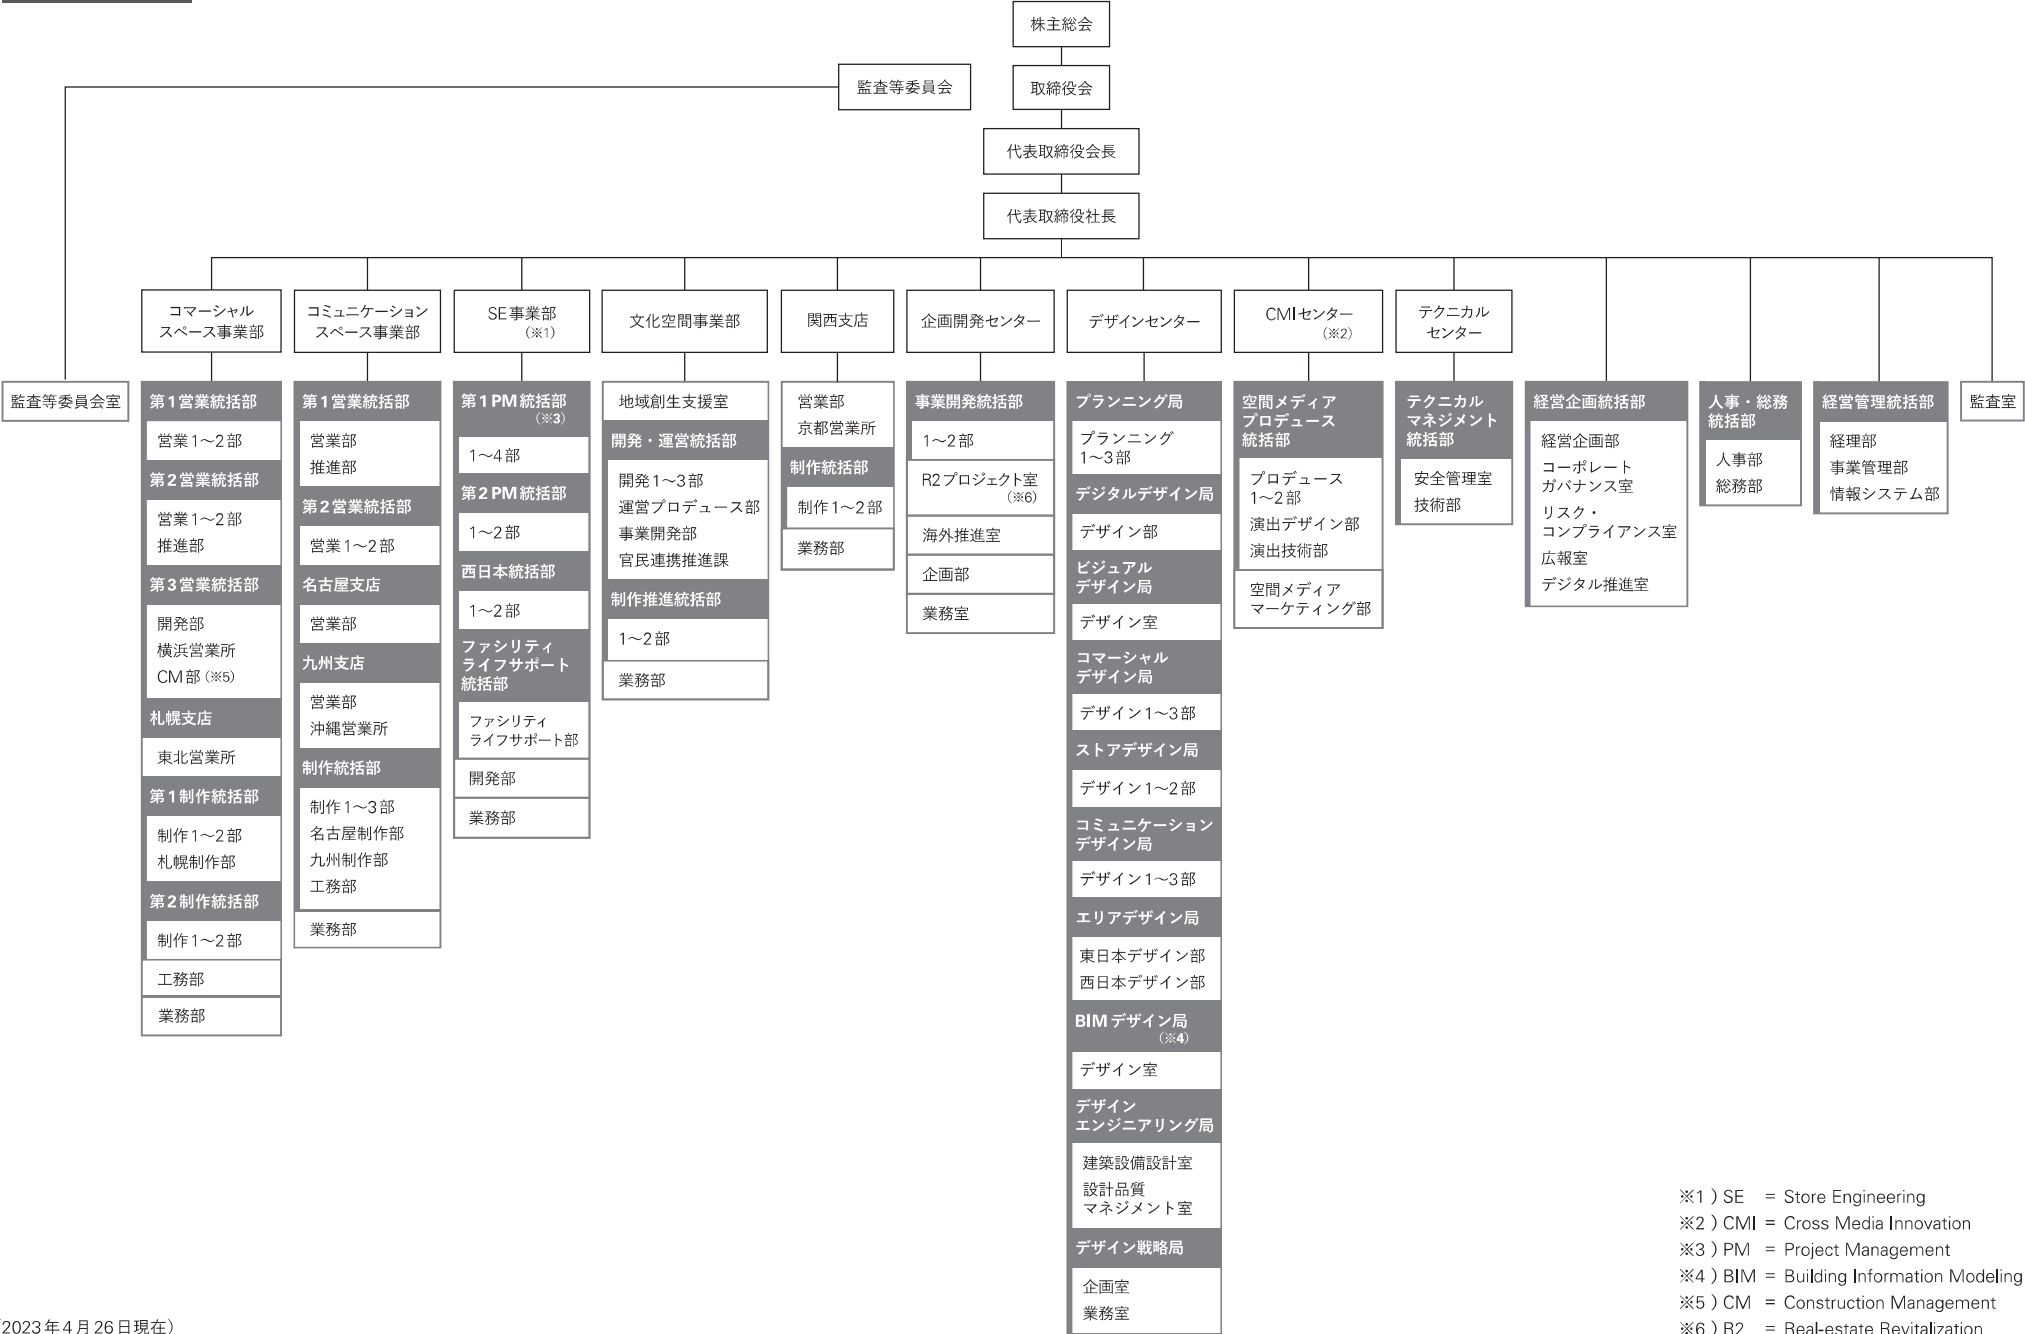 株主総会
監査等委員会
取締役会
代表取締役会長
代表取締役社長
コマーシャル
スペース事業部
コミュニケーション
スペース事業部
SE事業部
(※1)
文化空間事業部
関西支店
企画開発センター
デザインセンター
CMIセンター
(※2)
テクニカル
センター
監査等委員会室
第1営業統括部
営業1〜2部
第2営業統括部
営業1〜2部
推進部
第3営業統括部
開発部
横浜営業所
CM部(※5)
札幌支店
東北営業所
第1制作統括部
制作1〜2部
札幌制作部
第2制作統括部
制作1〜2部
工務部
業務部
第1営業統括部
営業部
推進部
第2営業統括部
営業1〜2部
名古屋支店
営業部
九州支店
営業部
沖縄営業所
制作統括部
制作1〜3部
名古屋制作部
九州制作部
工務部
業務部
第1PM統括部
(※3)
1〜4部
第2PM統括部
1〜2部
西日本統括部
1〜2部
ファシリティ
ライフサポート
統括部
ファシリティ
ライフサポート部
開発部
業務部
地域創生支援室
開発・運営統括部
開発1〜3部
運営プロデュース部
事業開発部
官民連携推進課
制作推進統括部
1〜2部
業務部
営業部
京都営業所
制作統括部
制作1〜2部
業務部
事業開発統括部
1〜2部
R2プロジェクト室
(※6)
海外推進室
企画部
業務室
プランニング局
プランニング
1〜3部
デジタルデザイン局
デザイン部
ビジュアル
デザイン局
デザイン室
コマーシャル
デザイン局
デザイン1〜3部
ストアデザイン局
デザイン1〜2部
コミュニケーション
デザイン局
デザイン1〜3部
エリアデザイン局
東日本デザイン部
西日本デザイン部
BIMデザイン局
(※4)
デザイン室
デザイン
エンジニアリング局
建築設備設計室
設計品質
マネジメント室
デザイン戦略局
企画室
業務室
空間メディア
プロデュース
統括部
プロデュース
1〜2部
演出デザイン部
演出技術部
空間メディア
マーケティング部
テクニカル
マネジメント
統括部
安全管理室
技術部
経営企画統括部
経営企画部
コーポレート
ガバナンス室
リスク・
コンプライアンス室
広報室
デジタル推進室
人事・総務
統括部
人事部
総務部
経営管理統括部
経理部
事業管理部
情報システム部
監査室
※1）SE = Store Engineering
※2）CMI = Cross Media Innovation
※3）PM = Project Management
※4）BIM = Building Information Modeling
※5）CM = Construction Management
※6）R2 = Real-estate Revitalization
2023年4月26日現在）